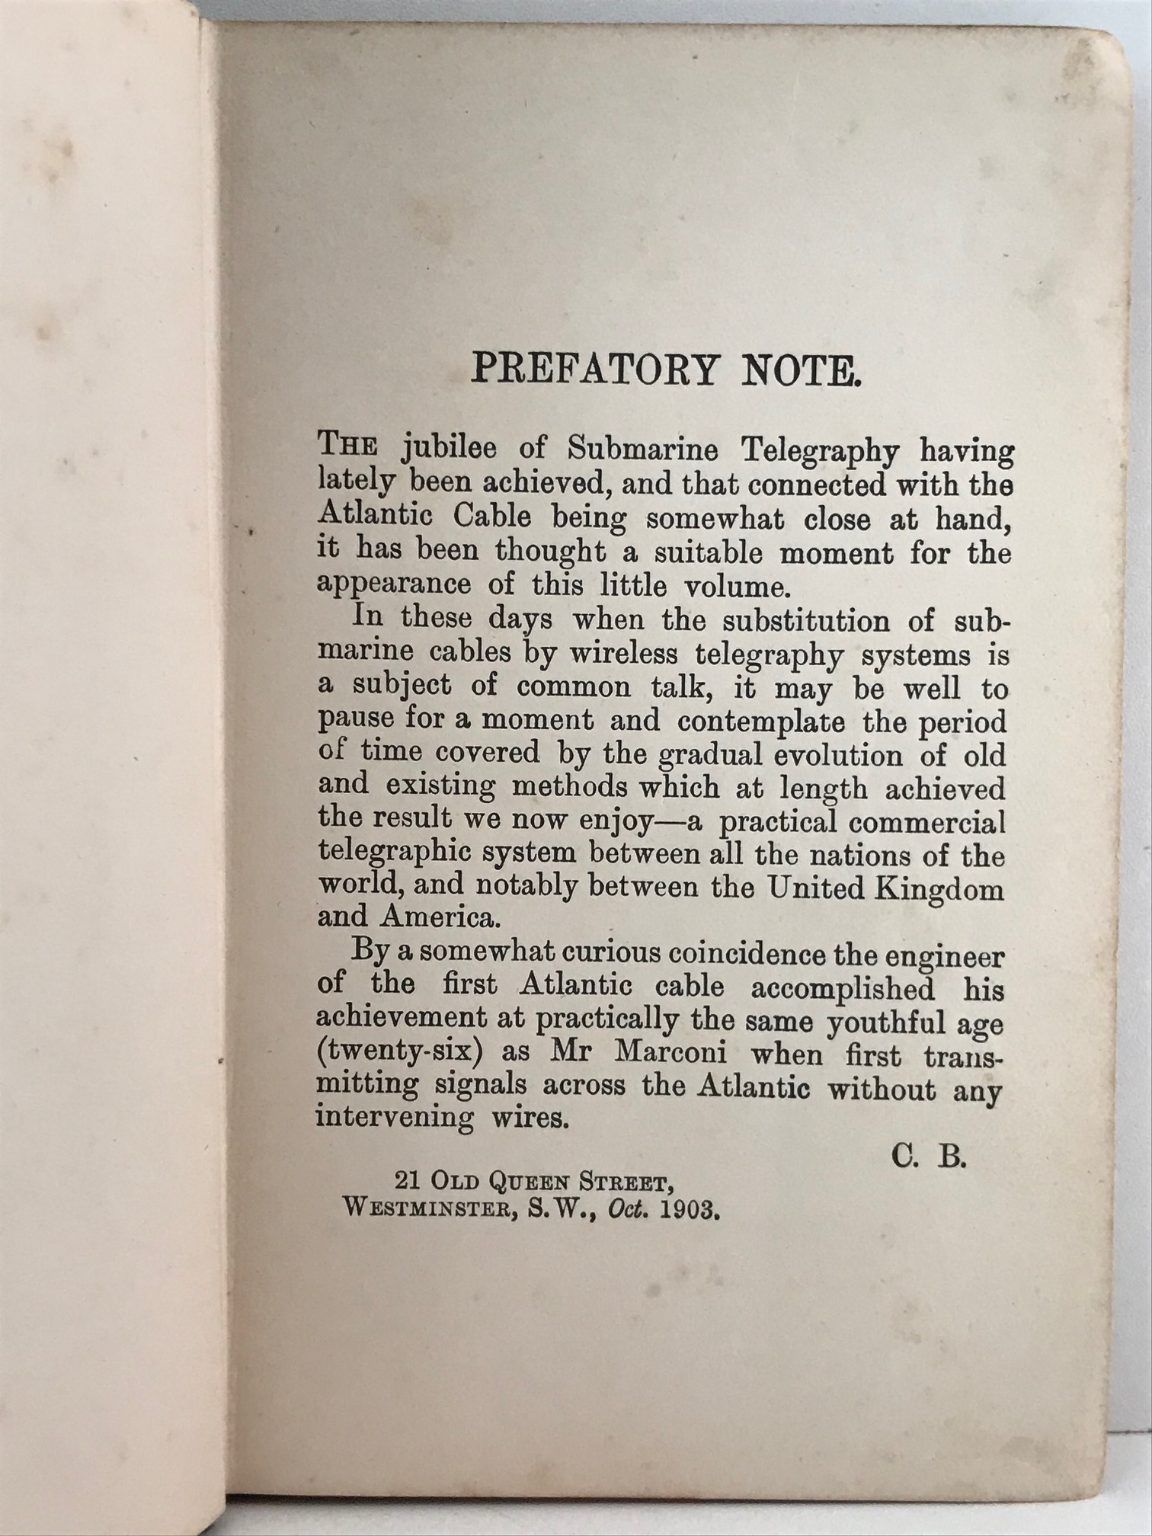 PREFATORY NOTE.
THE jubilee of Submarine Telegraphy having
lately been achieved, and that connected with the
Atlantic Cable being somewhat close at hand,
it has been thought a suitable moment for the
appearance of this little volume.
In these days when the substitution of sub-
marine cables by wireless telegraphy systems is
a subject of common talk, it may be well to
pause for a moment and contemplate the period
of time covered by the gradual evolution of old
and existing methods which at length achieved
the result we now enjoy—a practical commercial
telegraphic system between all the nations of the
world, and notably between the United Kingdom
and America.
By a somewhat curious coincidence the engineer
of the first Atlantic cable accomplished his
achievement at practically the same youthful age
(twenty-six) as Mr Marconi when first trans-
mitting signals across the Atlantic without any
intervening wires.
C. B.
21 OLD QUEEN STREET,
WESTMINSTER, S.W., Oct. 1903.